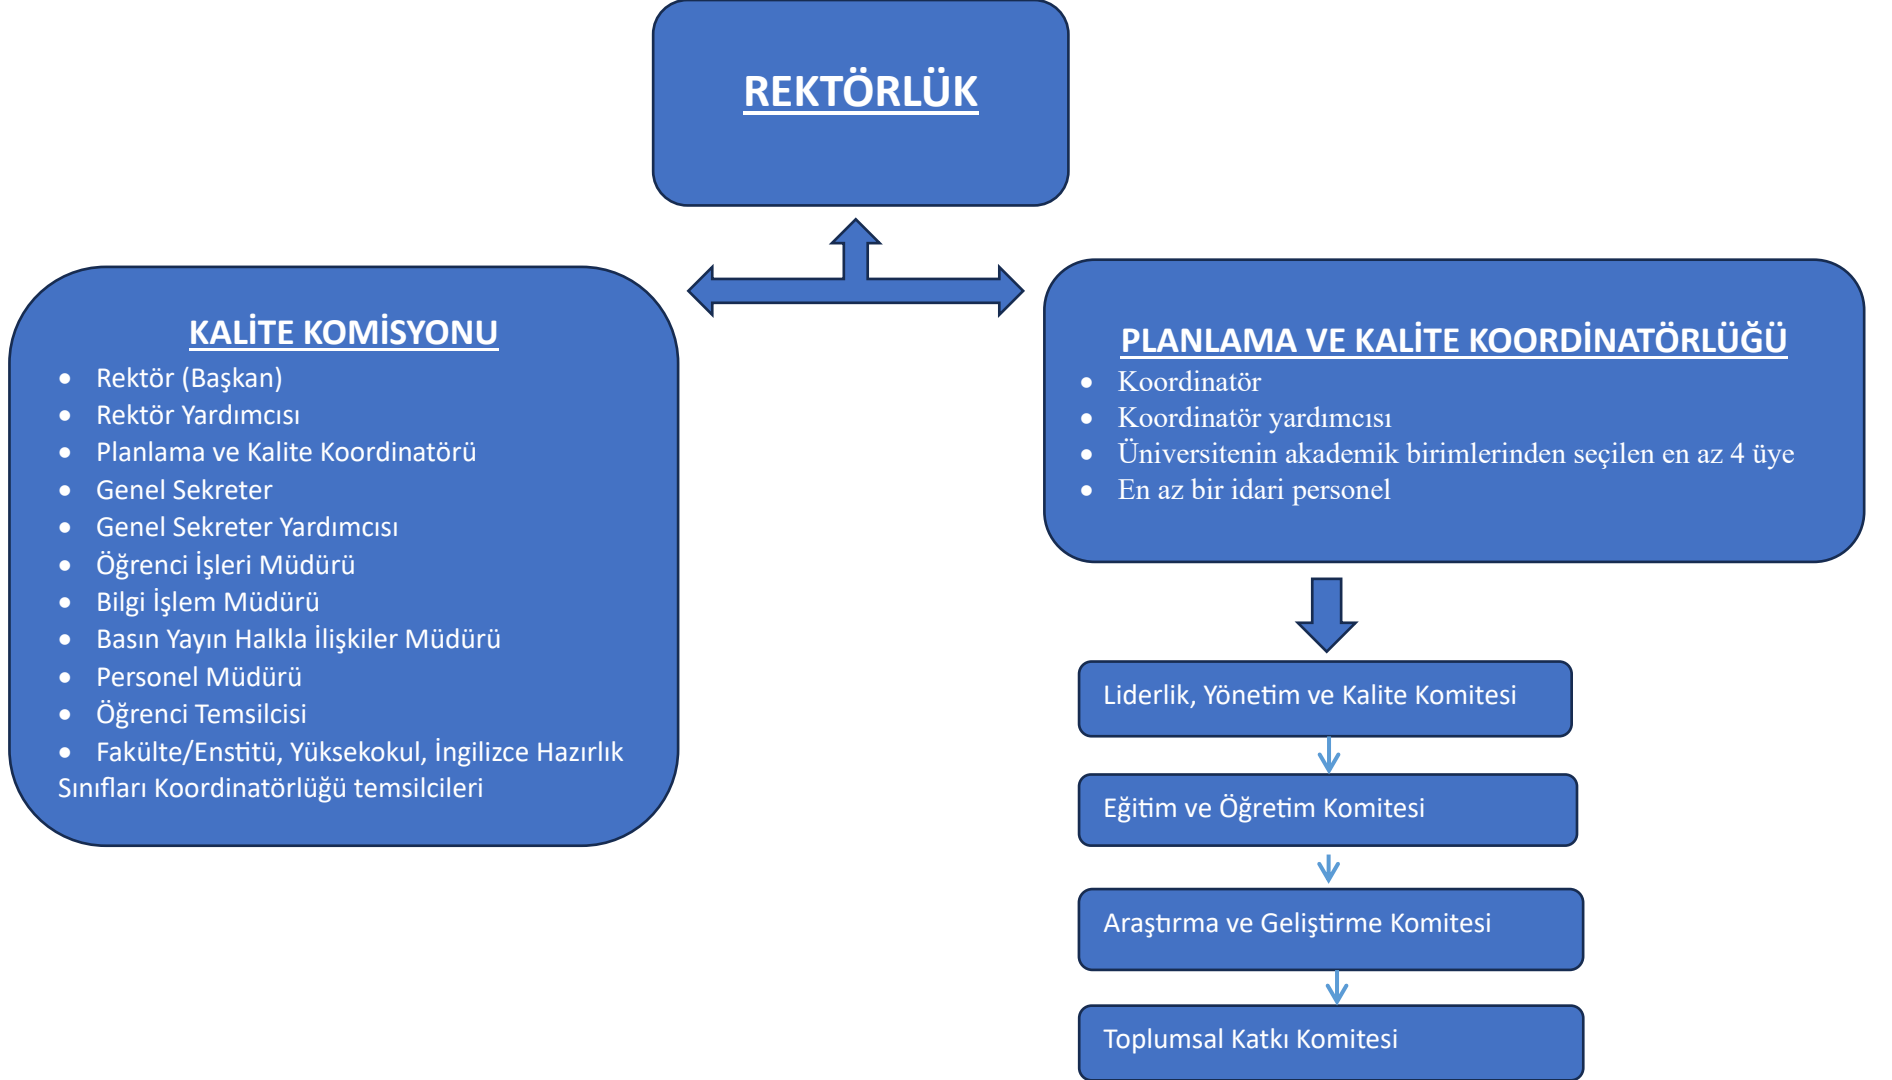 REKTÖRLÜK
KALİTE KOMİSYONU
• Rektör (Başkan)
• Rektör Yardımcısı
• Planlama ve Kalite Koordinatörü
• Genel Sekreter
• Genel Sekreter Yardımcısı
• Öğrenci İşleri Müdürü
• Bilgi İşlem Müdürü
• Basın Yayın Halkla İlişkiler Müdürü
• Personel Müdürü
• Öğrenci Temsilcisi
• Fakülte/Enstitü, Yüksekokul, İngilizce Hazırlık
Sınıfları Koordinatörlüğü temsilcileri
PLANLAMA VE KALİTE KOORDİNATÖRLÜĞÜ
• Koordinatör
• Koordinatör yardımcısı
• Üniversitenin akademik birimlerinden seçilen en az 4 üye
• En az bir idari personel
Liderlik, Yönetim ve Kalite Komitesi
Eğitim ve Öğretim Komitesi
Araştırma ve Geliştirme Komitesi
Toplumsal Katkı Komitesi